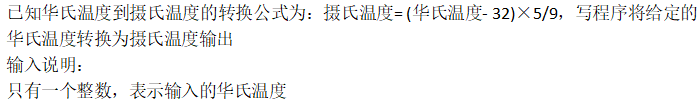 已知华氏温度到摄氏温度的转换公式为：摄氏温度= (华氏温度- 32)×5/9，写程序将给定的
华氏温度转换为摄氏温度输出
输入说明：
只有一个整数，表示输入的华氏温度